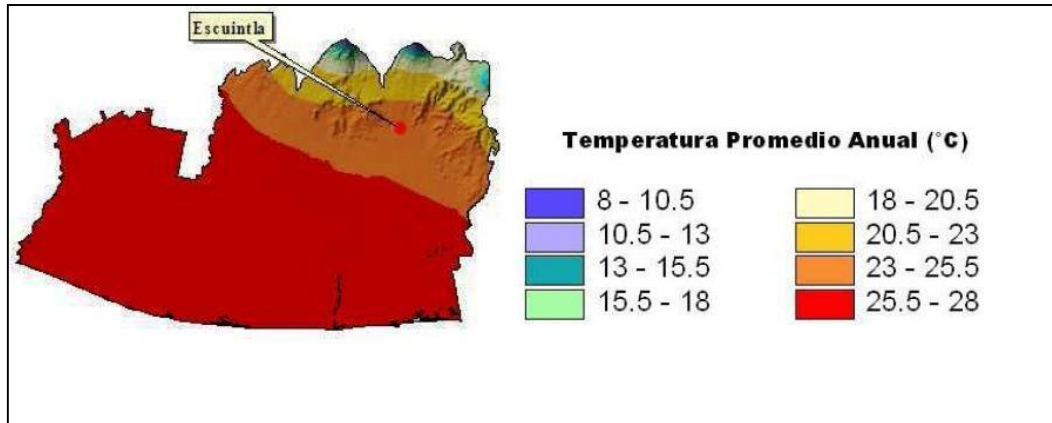 Escuintla
Temperatura Promedio Anual (°C)
8 - 10.5
10.5 - 13
13 - 15.5
15.5 - 18
18 - 20.5
20.5 - 23
23 - 25.5
25.5 - 28